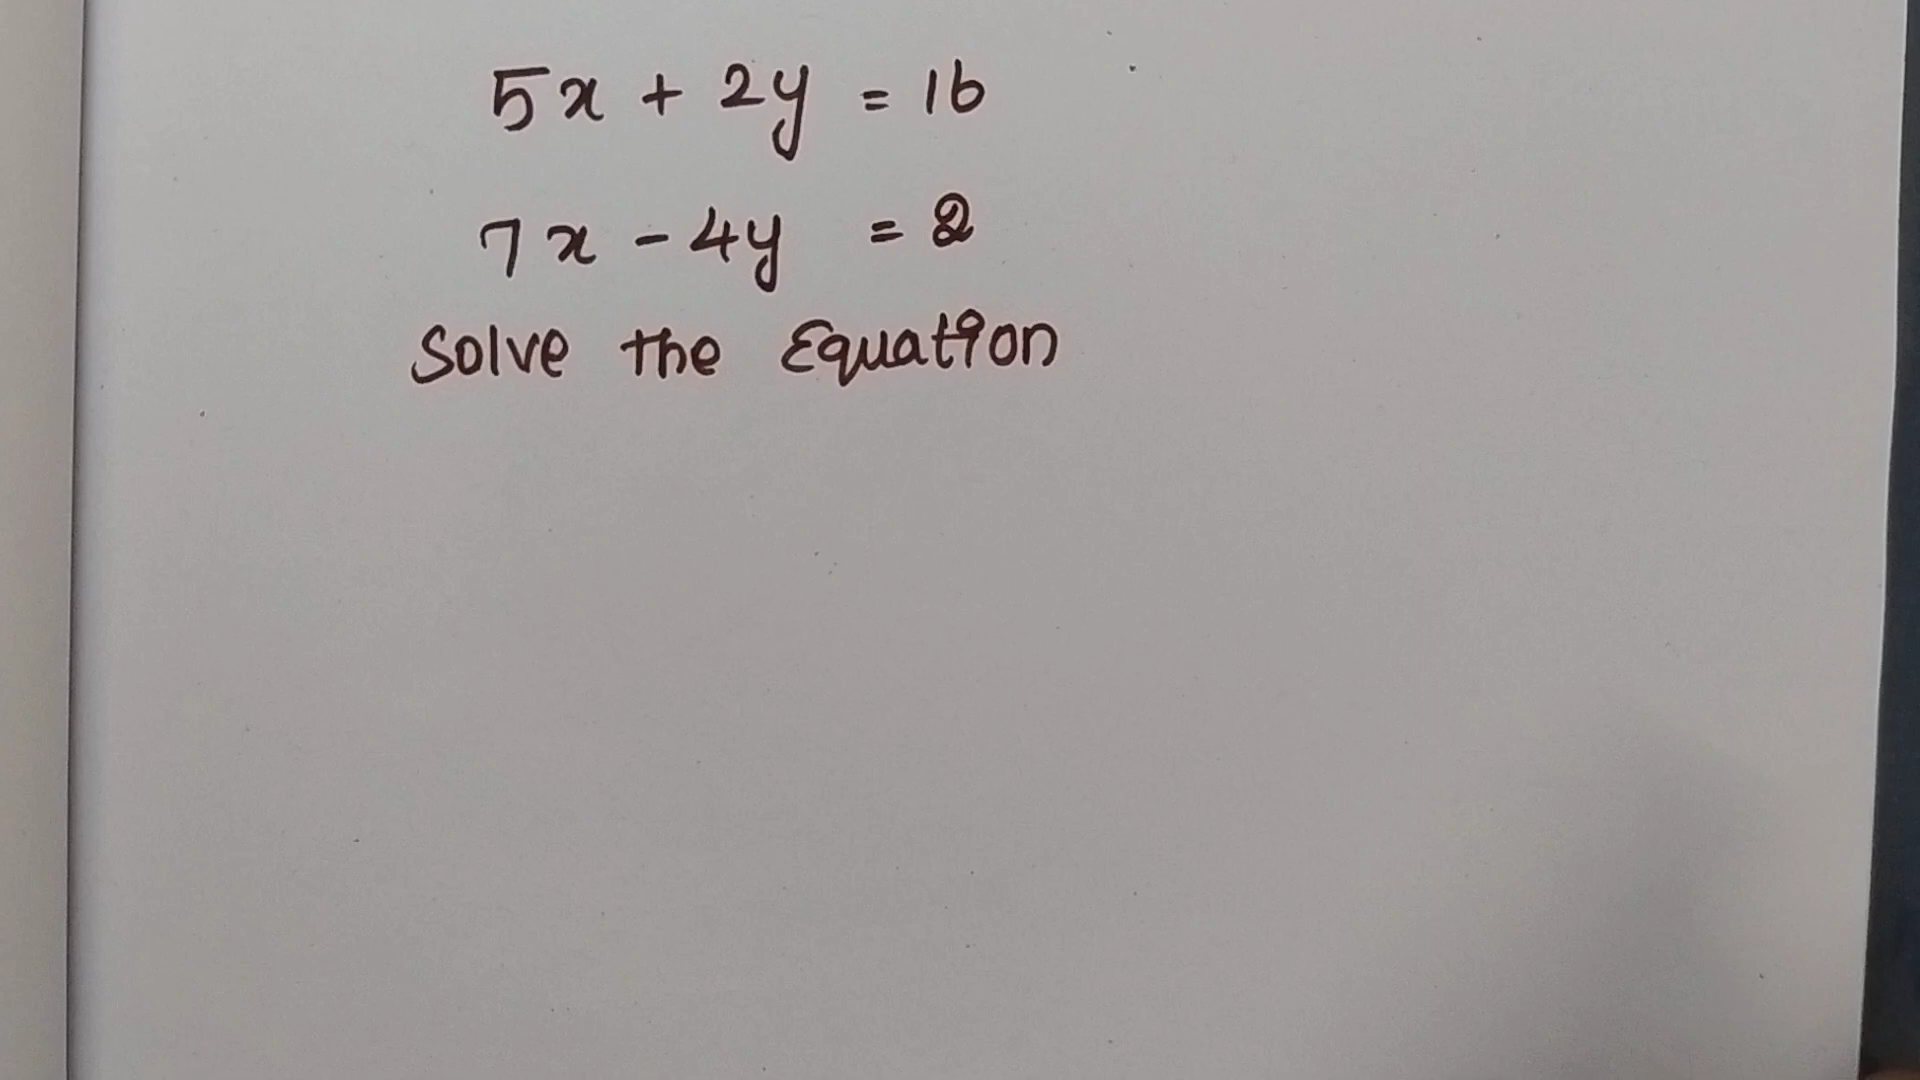 5x + 2y = 16
7x - 4y = 2
Solve the Equation